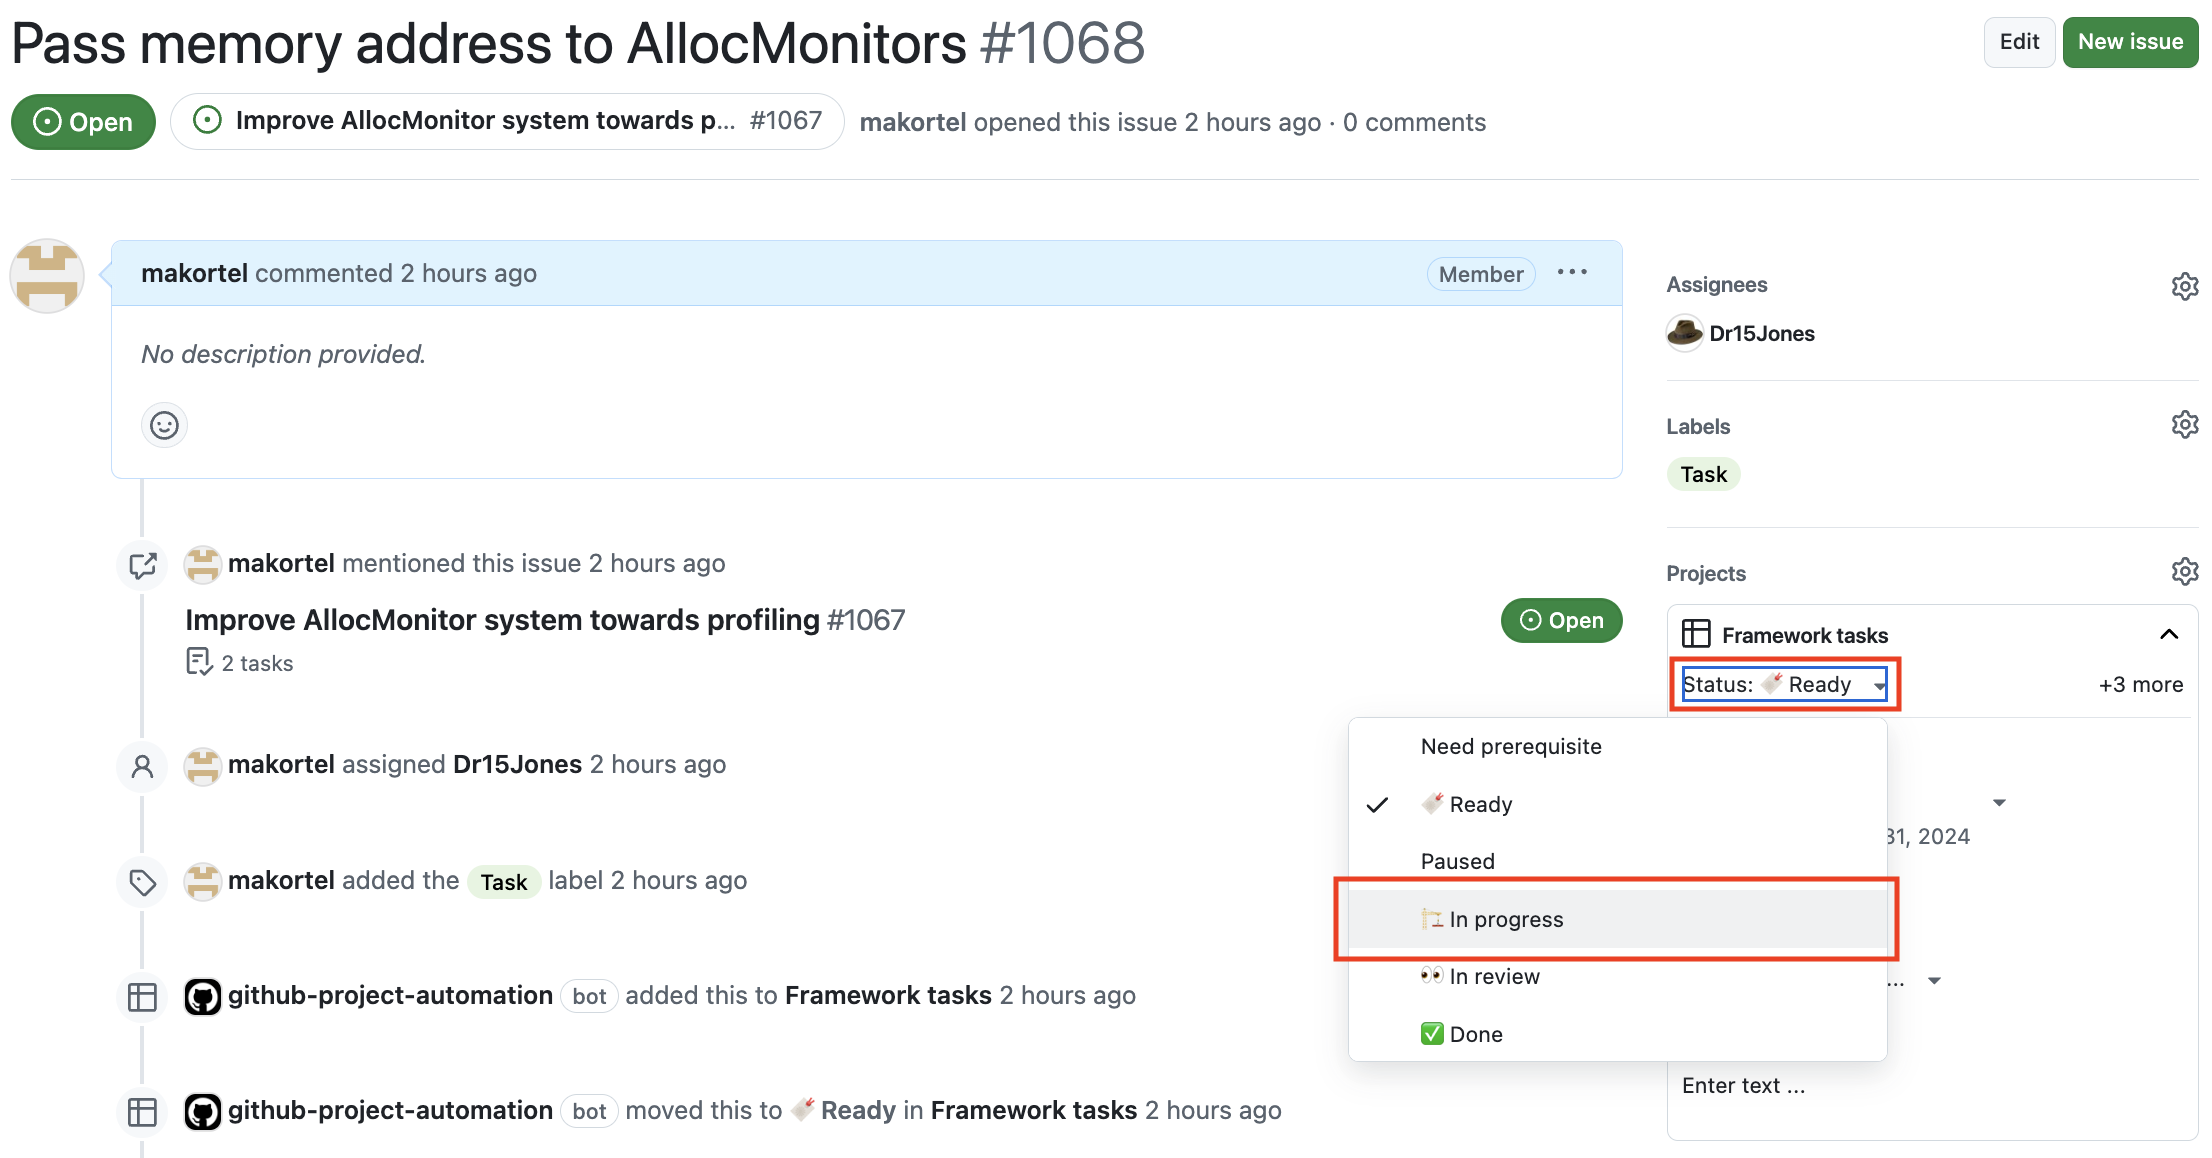 Pass memory address to AllocMonitors #1068
Edit
New issue
Open
Improve AllocMonitor system towards p... #1067
makortel opened this issue 2 hours ago · 0 comments
makortel commented 2 hours ago
Member
No description provided.
Assignees
Dr15Jones
Labels
Task
Projects
Framework tasks
Status: Ready
+3 more
makortel mentioned this issue 2 hours ago
Improve AllocMonitor system towards profiling #1067
Open
2 tasks
makortel assigned Dr15Jones 2 hours ago
makortel added the Task label 2 hours ago
github-project-automation bot added this to Framework tasks 2 hours ago
github-project-automation bot moved this to Ready in Framework tasks 2 hours ago
Need prerequisite
Ready
Paused
In progress
In review
✅ Done
31, 2024
...
Enter text ...